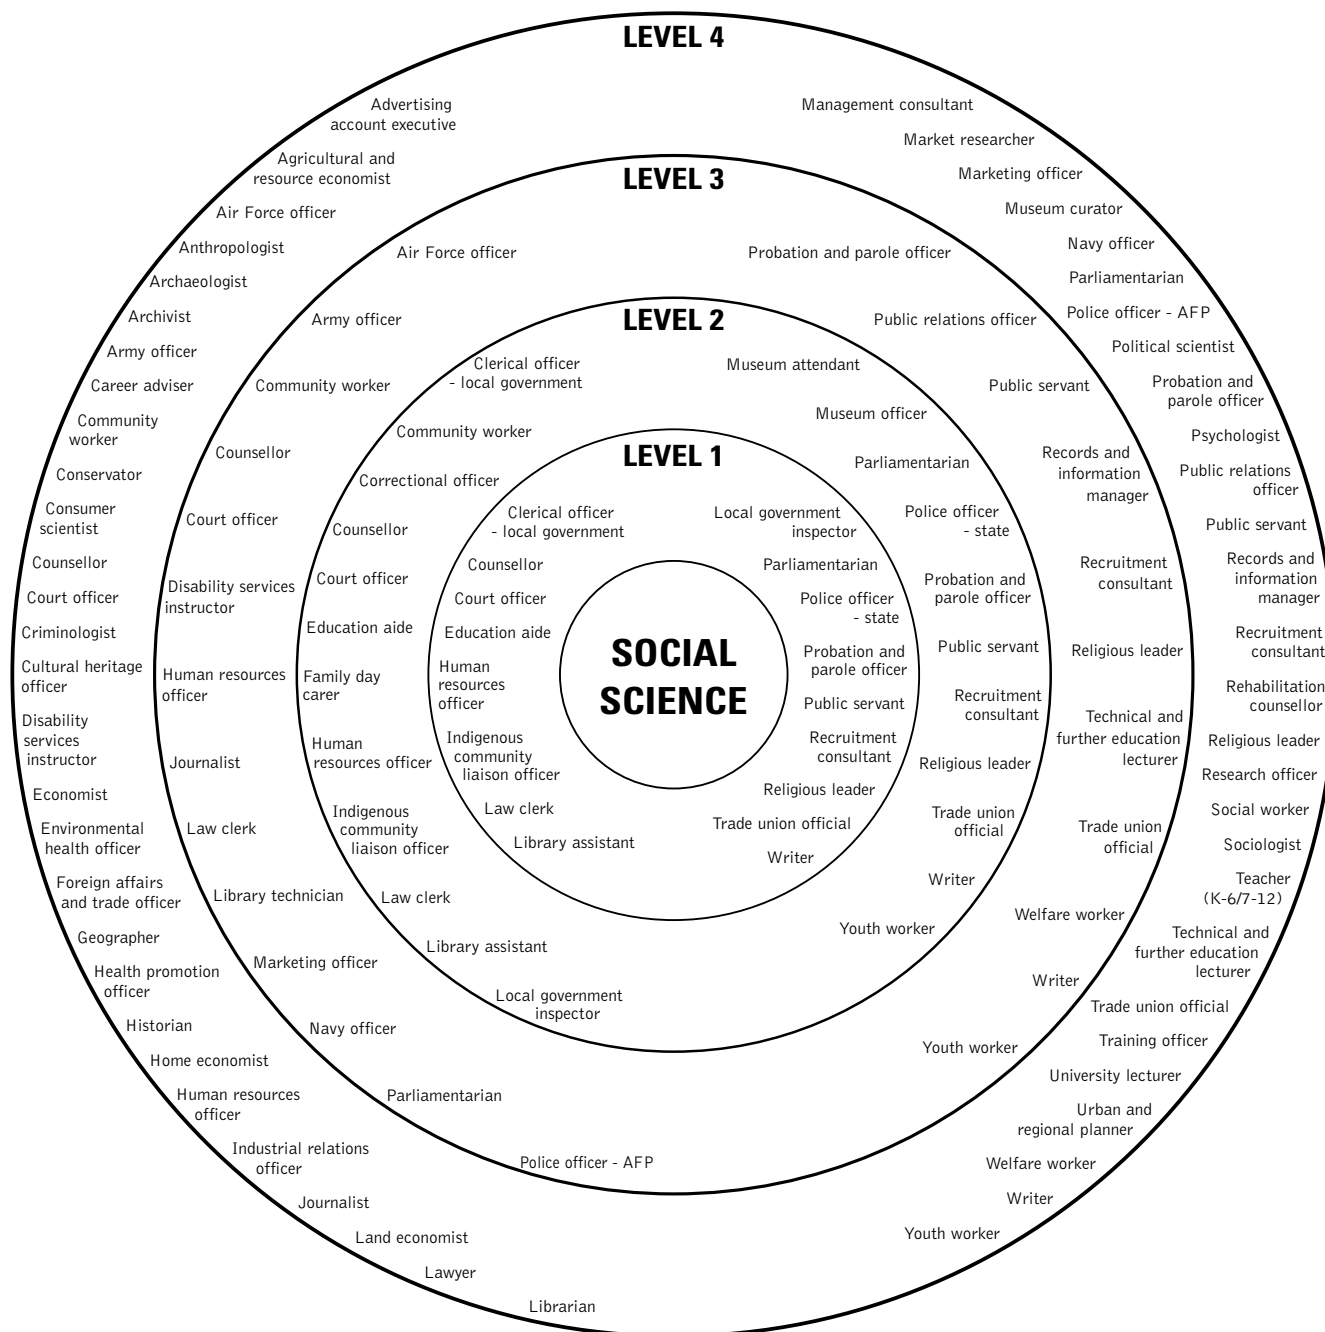 LEVEL 4
Advertising
account executive
Agricultural and
resource economist
Air Force officer
Anthropologist
Archaeologist
Archivist
Army officer
Career adviser
Community
worker
Conservator
Consumer
scientist
Counsellor
Court officer
Criminologist
Cultural heritage
officer
Disability
services
instructor
Economist
Environmental
health officer
Foreign affairs
and trade officer
Geographer
Health promotion
officer
Historian
Home economist
Human resources
officer
Industrial relations
officer
Journalist
Land economist
Lawyer
Librarian
Management consultant
Market researcher
Marketing officer
Museum curator
Navy officer
Parliamentarian
Police officer - AFP
Political scientist
Probation and
parole officer
Psychologist
Public relations
officer
Public servant
Records and
information
manager
Recruitment
consultant
Rehabilitation
counsellor
Religious leader
Research officer
Social worker
Sociologist
Teacher
(K-6/7-12)
Technical and
further education
lecturer
Trade union official
Training officer
University lecturer
Urban and
regional planner
Welfare worker
Writer
Youth worker
LEVEL 3
Air Force officer
Army officer
Community worker
Counsellor
Court officer
Disability services
instructor
Human resources
officer
Journalist
Law clerk
Library technician
Marketing officer
Navy officer
Parliamentarian
Police officer - AFP
Probation and parole officer
Public relations officer
Public servant
Records and
information
manager
Recruitment
consultant
Religious leader
Technical and
further education
lecturer
Trade union
official
Welfare worker
Writer
Youth worker
LEVEL 2
Clerical officer
- local government
Community worker
Correctional officer
Counsellor
Court officer
Education aide
Family day
carer
Human
resources officer
Indigenous
community
liaison officer
Law clerk
Library assistant
Local government
inspector
Museum attendant
Museum officer
Parliamentarian
Police officer
- state
Probation and
parole officer
Public servant
Recruitment
consultant
Religious leader
Trade union
official
Writer
Youth worker
LEVEL 1
Clerical officer
- local government
Counsellor
Court officer
Education aide
Human
resources
officer
Indigenous
community
liaison officer
Law clerk
Library assistant
Local government
inspector
Parliamentarian
Police officer
- state
Probation and
parole officer
Public servant
Recruitment
consultant
Religious leader
Trade union official
Writer
SOCIAL
SCIENCE